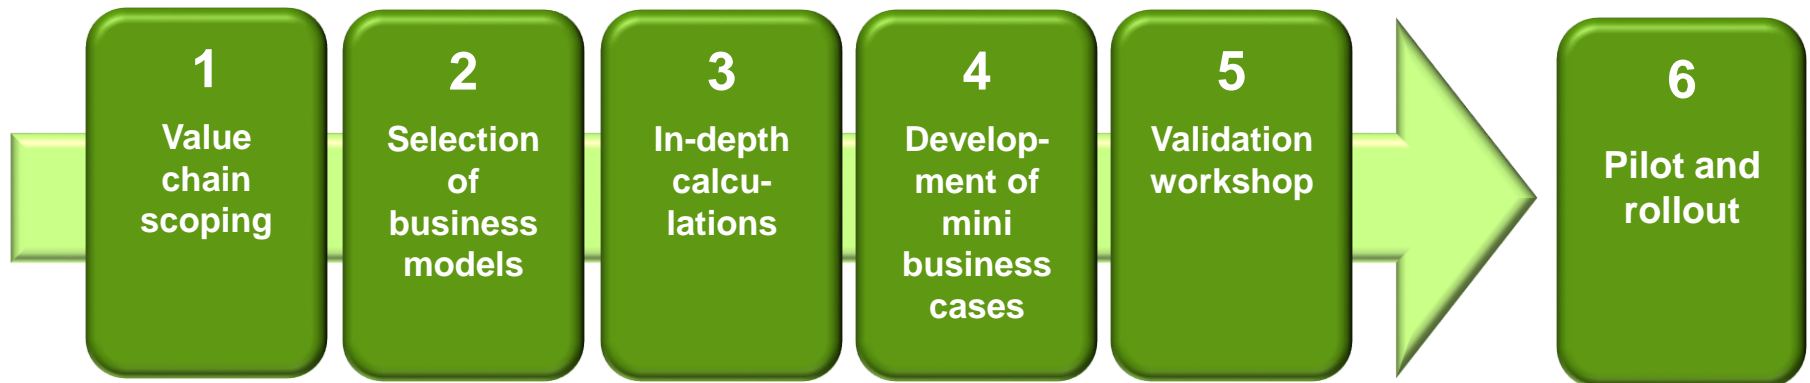 1
Value
chain
scoping
2
Selection
of
business
models
3
In-depth
calcu-
lations
4
Develop-
ment of
mini
business
cases
5
Validation
workshop
6
Pilot and
rollout